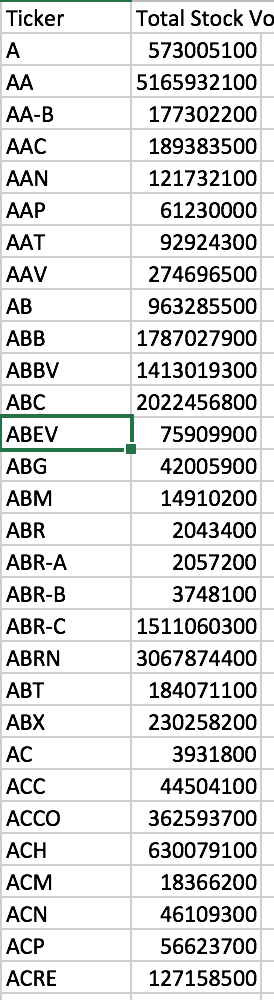 Ticker Total Stock Vo
A 573005100
AA 5165932100
AA-B 177302200
AAC 189383500
AAN 121732100
AAP 61230000
AAT 92924300
AAV 274696500
AB 963285500
ABB 1787027900
ABBV 1413019300
ABC 2022456800
ABEV 75909900
ABG 42005900
ABM 14910200
ABR 2043400
ABR-A 2057200
ABR-B 3748100
ABR-C 1511060300
ABRN 3067874400
ABT 184071100
ABX 230258200
AC 3931800
ACC 44504100
ACCO 362593700
ACH 630079100
ACM 18366200
ACN 46109300
ACP 56623700
ACRE 127158500